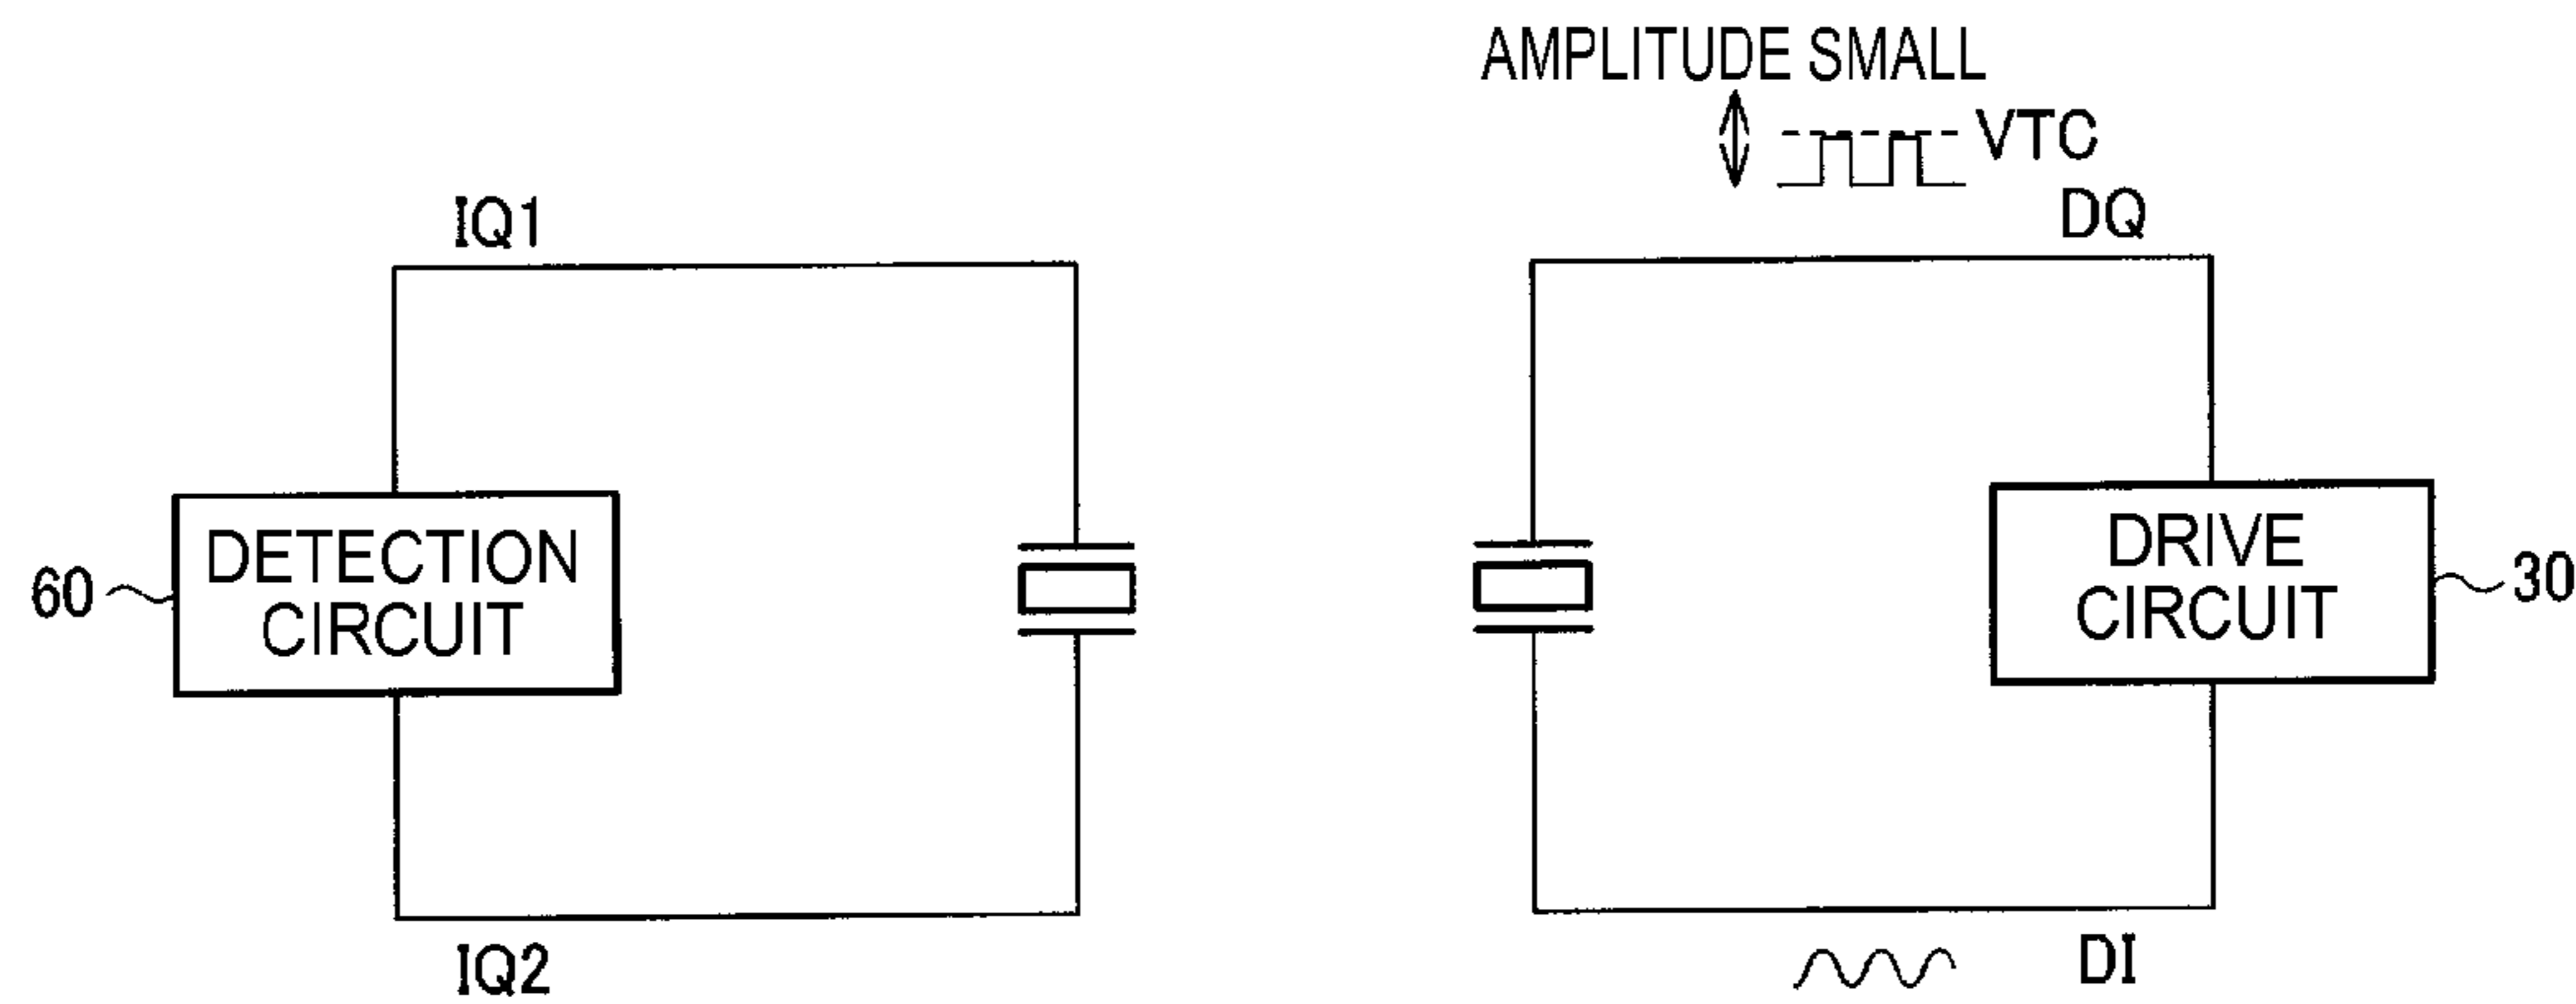 AMPLITUDE SMALL
VTC
DQ
IQ1
60
DETECTION
CIRCUIT
DRIVE
CIRCUIT
30
IQ2
DI